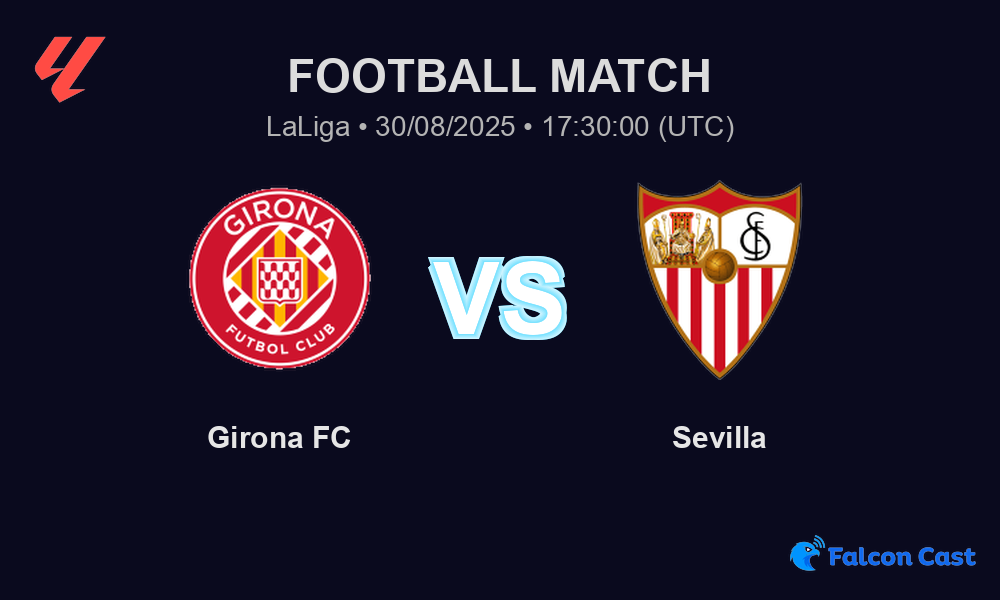 FOOTBALL MATCH
LaLiga • 30/08/2025 • 17:30:00 (UTC)
GIRONA
FUTBOL CLUB
VS
Girona FC
Sevilla
Falcon Cast